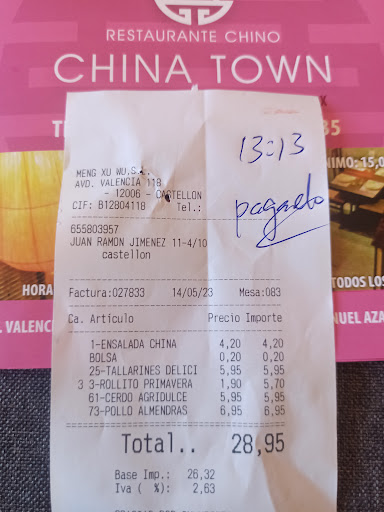 RESTAURANTE CHINO
CHINA TOWN
13:13
MENG XU WU,S.L.
AVD. VALENCIA 118
- 12006 - CASTELLON
CIF: B12804118 Tel.:
pagado
655803957
JUAN RAMON JIMENEZ 11-4/10
castellon
Factura:027833 14/05/23 Mesa:083
Ca. Artículo Precio Importe
1-ENSALADA CHINA 4,20 4,20
BOLSA 0,20 0,20
25-TALLARINES DELICI 5,95 5,95
3 3-ROLLITO PRIMAVERA 1,90 5,70
61-CERDO AGRIDULCE 5,95 5,95
73-POLLO ALMENDRAS 6,95 6,95
Total.. 28,95
Base Imp.: 26,32
Iva ( %): 2,63